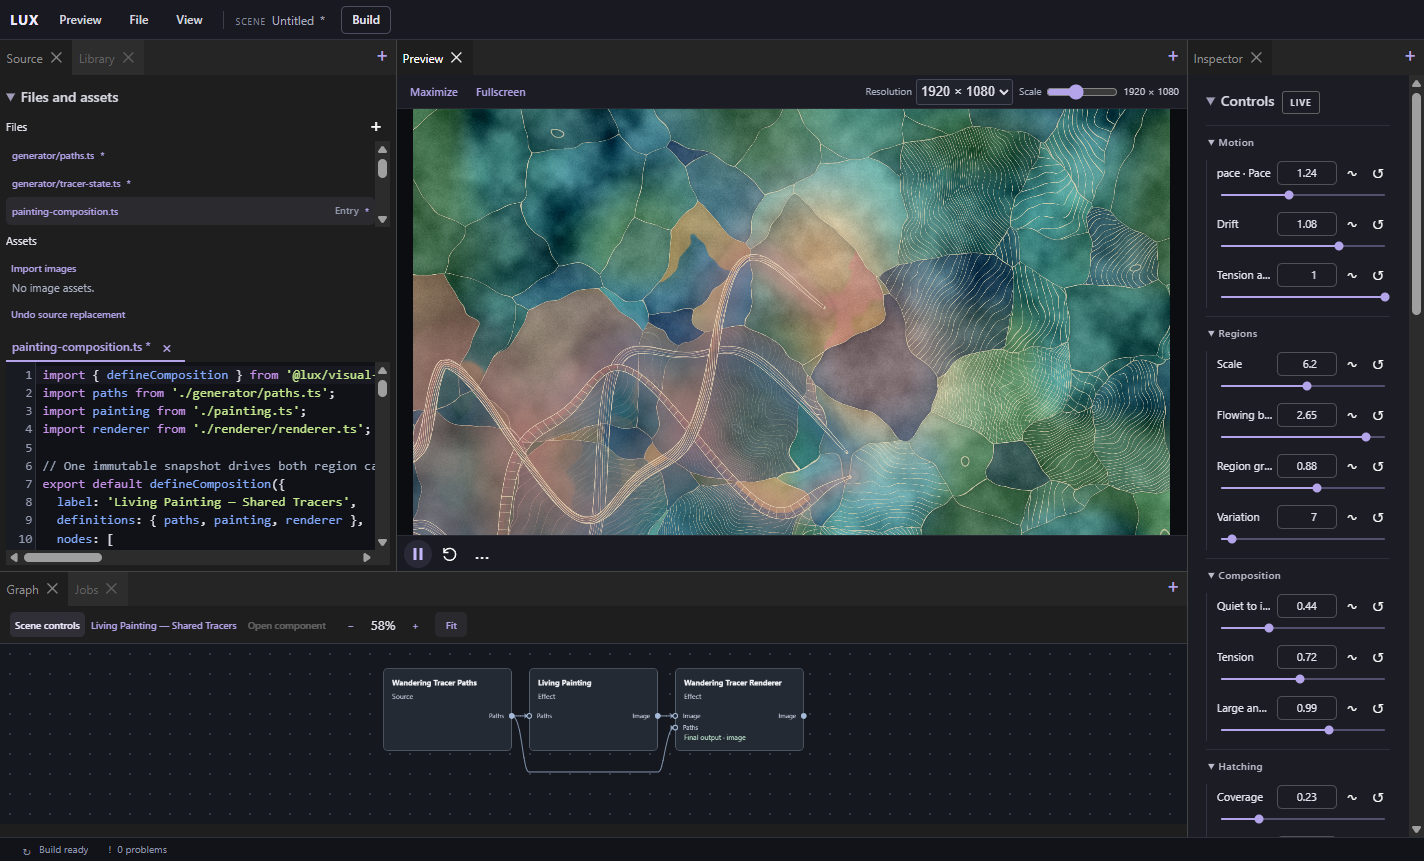 LUX Preview File View SCENE Untitled * Build
Source Library +
Files and assets
Files +
generator/paths.ts *
generator/tracer-state.ts *
painting-composition.ts Entry *
Assets
Import images
No image assets.
Undo source replacement
painting-composition.ts *
1 import { defineComposition } from '@lux/visual-
2 import paths from './generator/paths.ts';
3 import painting from './painting.ts';
4 import renderer from './renderer/renderer.ts';
5
6 // One immutable snapshot drives both region ca
7 export default defineComposition({
8 label: 'Living Painting — Shared Tracers',
9 definitions: { paths, painting, renderer },
10 nodes: [
Preview +
Maximize Fullscreen Resolution 1920 × 1080 Scale 1920 × 1080
...
Inspector +
Controls LIVE
Motion
pace · Pace 1.24
Drift 1.08
Tension a... 1
Regions
Scale 6.2
Flowing b... 2.65
Region gr... 0.88
Variation 7
Composition
Quiet to i... 0.44
Tension 0.72
Large an... 0.99
Hatching
Coverage 0.23
Graph Jobs +
Scene controls Living Painting — Shared Tracers Open component − 58% + Fit
Wandering Tracer Paths
Source
Paths
Living Painting
Effect
Paths Image
Wandering Tracer Renderer
Effect
Image Image
Paths
Final output · image
Build ready ! 0 problems